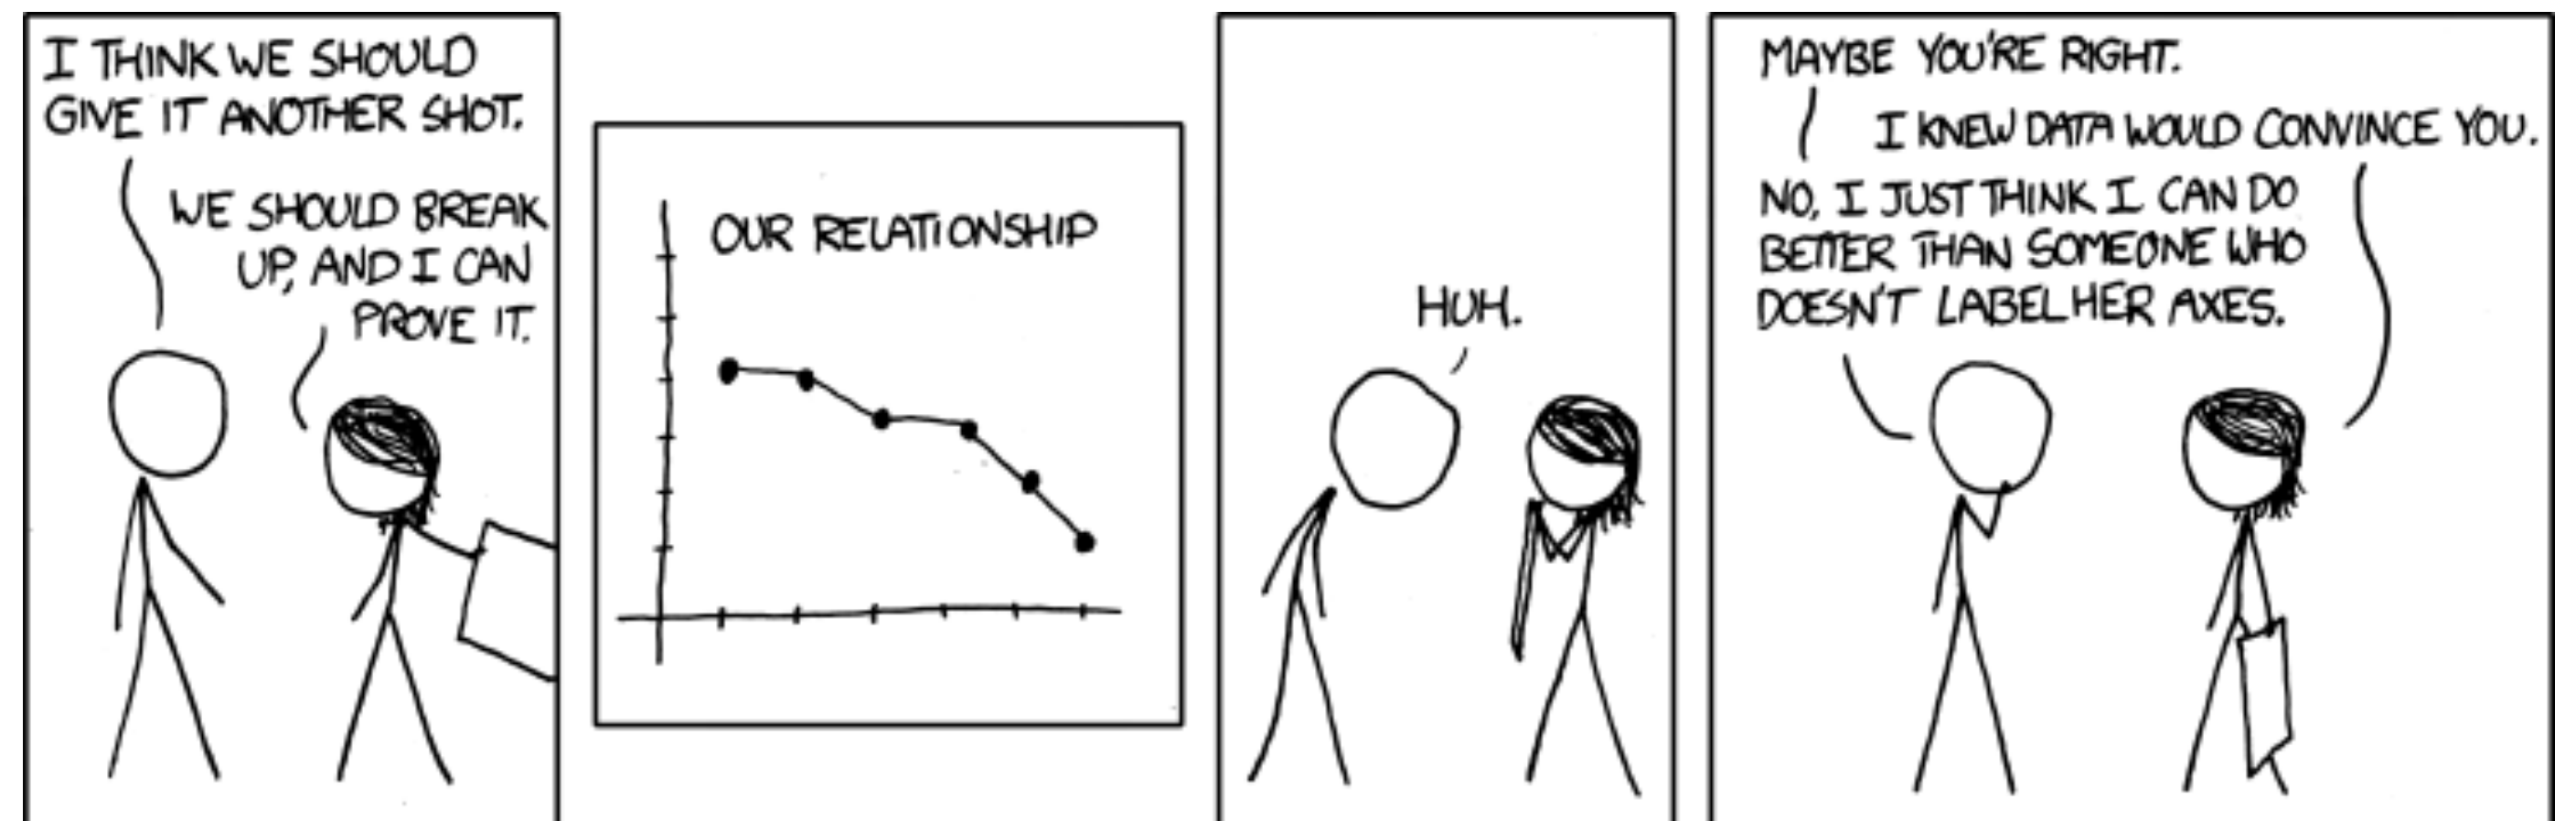 I THINK WE SHOULD
GIVE IT ANOTHER SHOT.
WE SHOULD BREAK
UP, AND I CAN
PROVE IT.
OUR RELATIONSHIP
HUH.
MAYBE YOU'RE RIGHT.
I KNEW DATA WOULD CONVINCE YOU.
NO, I JUST THINK I CAN DO
BETTER THAN SOMEONE WHO
DOESN'T LABEL HER AXES.